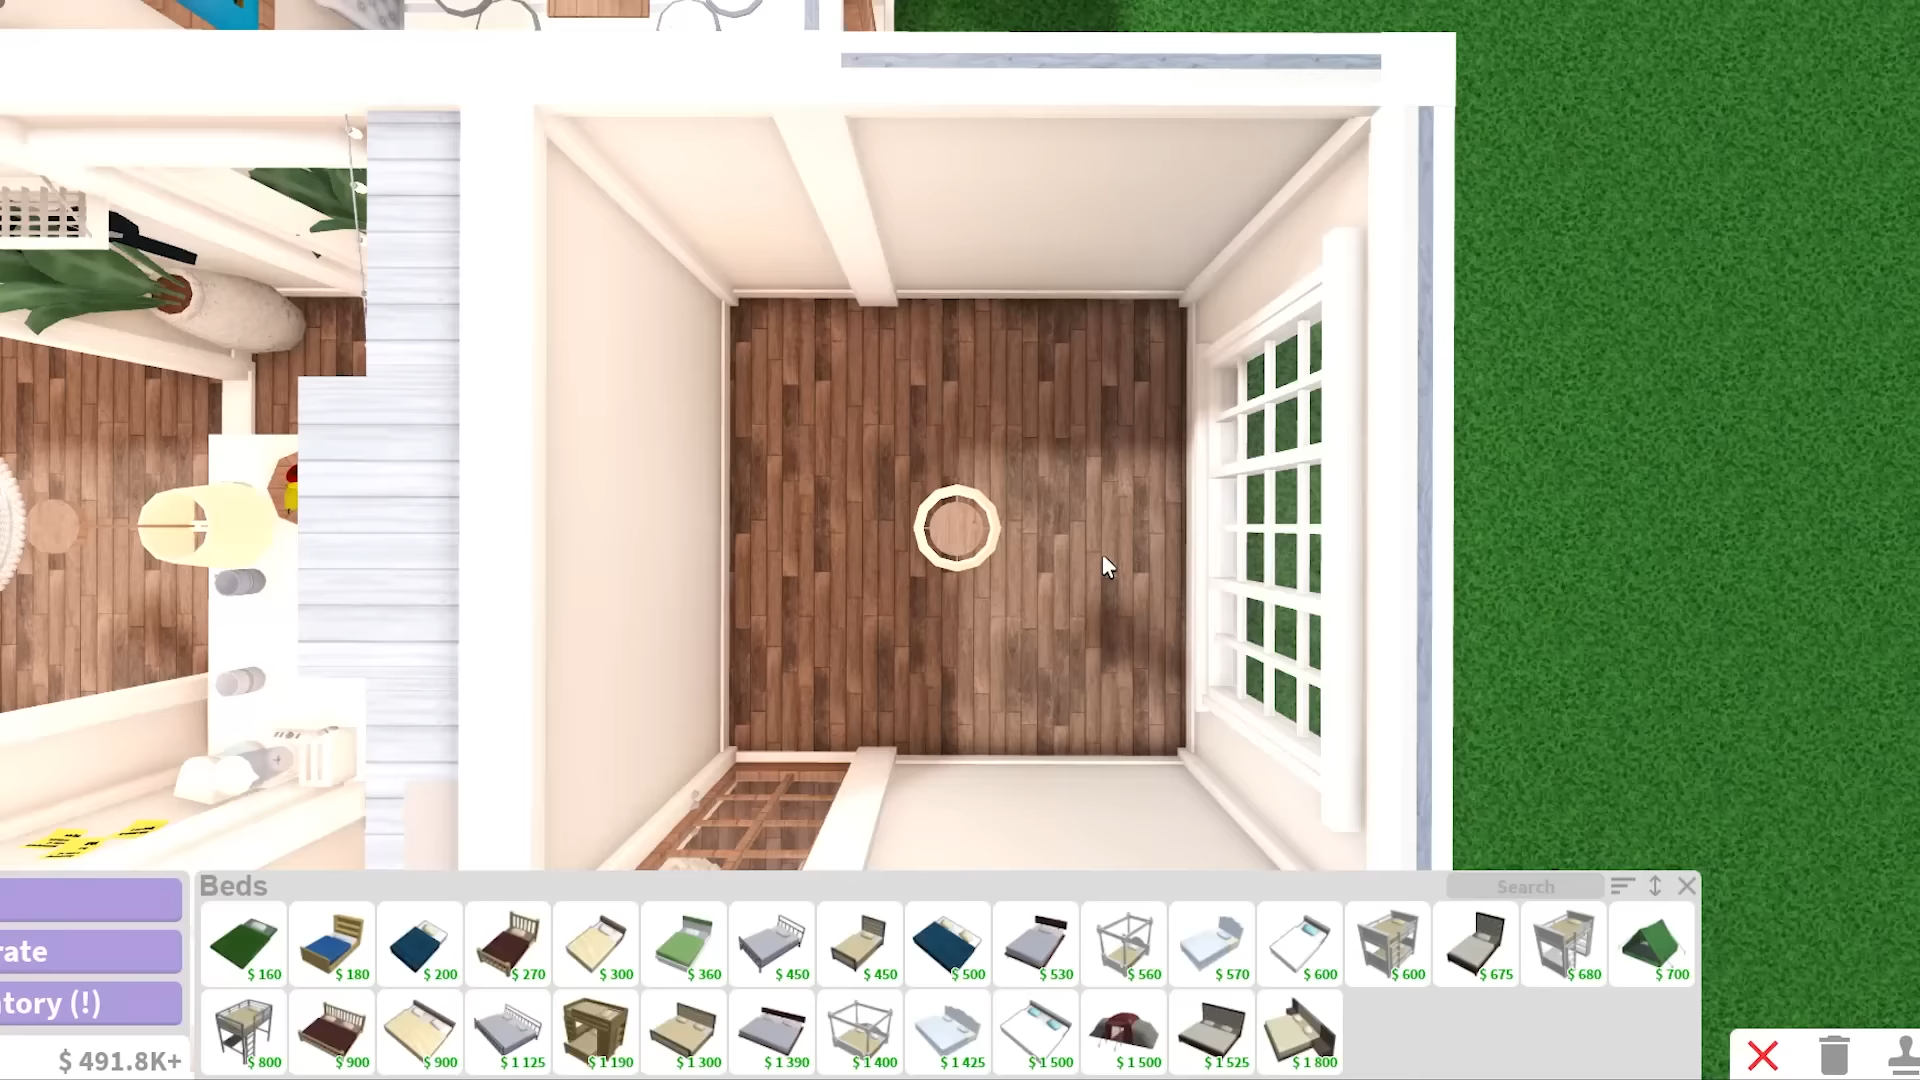 Beds
Search
$ 160
$ 180
$ 200
$ 270
$ 300
$ 360
$ 450
$ 450
$ 500
$ 530
$ 560
$ 570
$ 600
$ 600
$ 675
$ 680
$ 700
rate
tory (!)
$ 800
$ 900
$ 900
$ 1 125
$ 1 190
$ 1 300
$ 1 390
$ 1 400
$ 1 425
$ 1 500
$ 1 500
$ 1 525
$ 1 800
$ 491.8K+